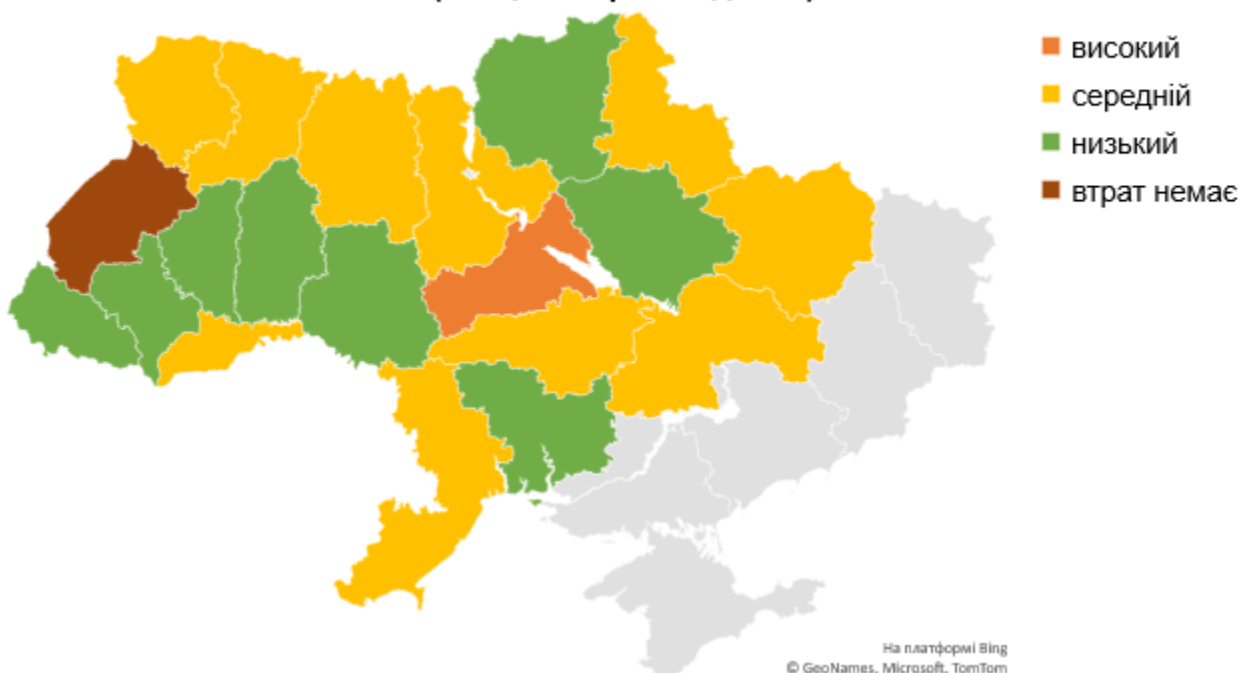 високий
середній
низький
втрат немає
На платформі Bing
© GeoNames, Microsoft, TomTom